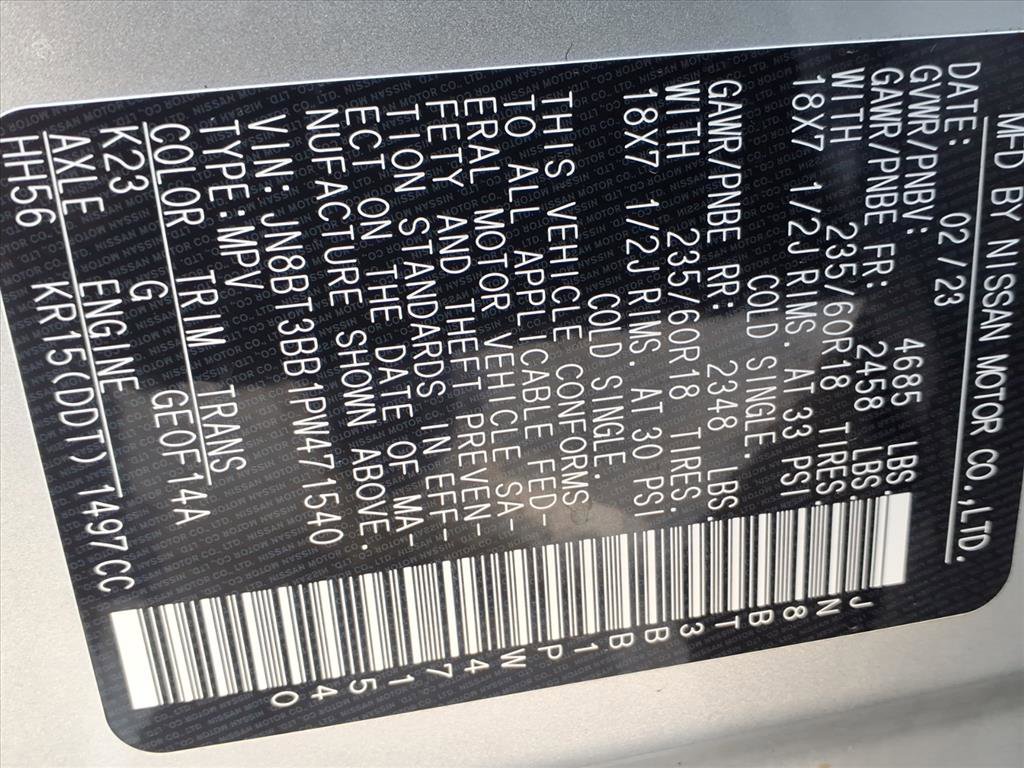 MFD BY NISSAN MOTOR CO.,LTD.
DATE: 02/23
GVWR/PNBV: 4685 LBS.
GAWR/PNBE FR: 2458 LBS.
WITH 235/60R18 TIRES.
18X7 1/2J RIMS. AT 33 PSI
COLD SINGLE.
GAWR/PNBE RR: 2348 LBS.
WITH 235/60R18 TIRES.
18X7 1/2J RIMS. AT 30 PSI
COLD SINGLE.
THIS VEHICLE CONFORMS
TO ALL APPLICABLE FED-
ERAL MOTOR VEHICLE SA-
FETY AND THEFT PREVEN-
TION STANDARDS IN EFF-
ECT ON THE DATE OF MA-
NUFACTURE SHOWN ABOVE.
VIN: JN8BT3BB1PW471540
TYPE:MPV
COLOR TRIM TRANS
K23 G GE0F14A
AXLE ENGINE
HH56 KR15(DDT) 1497CC
JN8BT3BB1PW471540